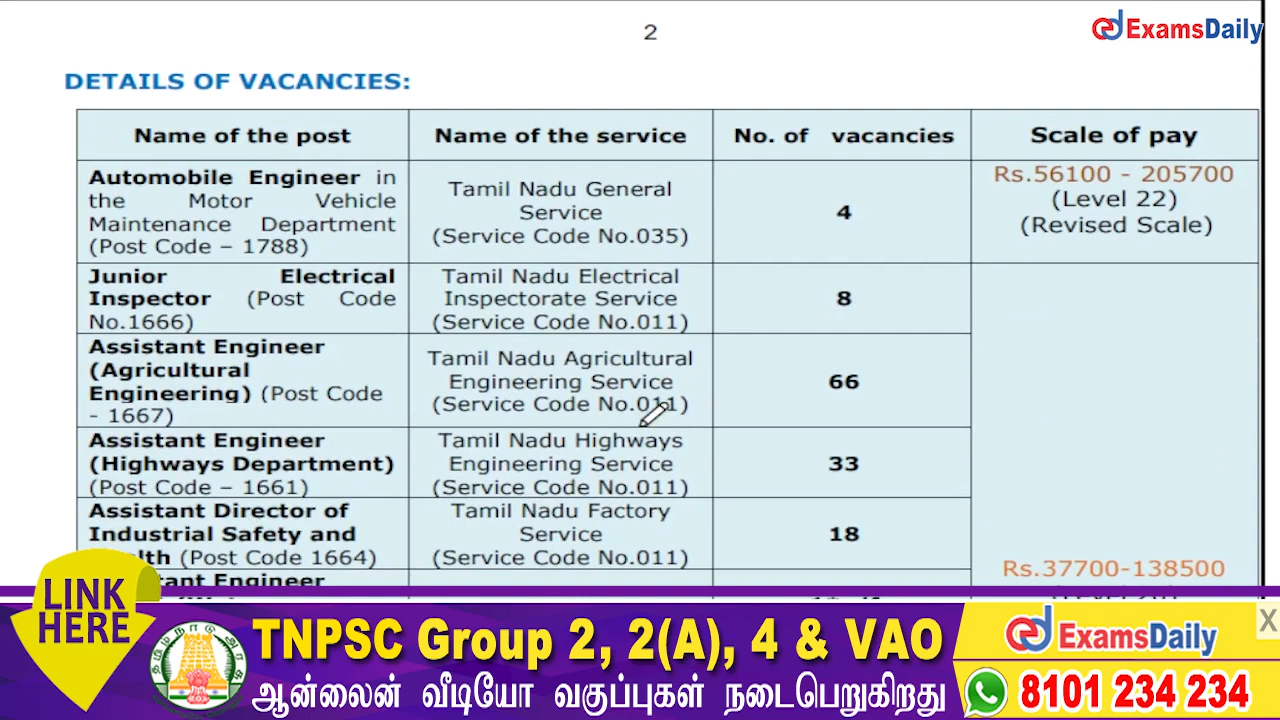 2
ExamsDaily
DETAILS OF VACANCIES:
Name of the post
Name of the service
No. of vacancies
Scale of pay
Automobile Engineer in
the Motor Vehicle
Maintenance Department
(Post Code – 1788)
Tamil Nadu General
Service
(Service Code No.035)
4
Rs.56100 - 205700
(Level 22)
(Revised Scale)
Junior Electrical
Inspector (Post Code
No.1666)
Tamil Nadu Electrical
Inspectorate Service
(Service Code No.011)
8
Assistant Engineer
(Agricultural
Engineering) (Post Code
- 1667)
Tamil Nadu Agricultural
Engineering Service
(Service Code No.011)
66
Assistant Engineer
(Highways Department)
(Post Code – 1661)
Tamil Nadu Highways
Engineering Service
(Service Code No.011)
33
Assistant Director of
Industrial Safety and
(Post Code 1664)
Tamil Nadu Factory
Service
(Service Code No.011)
18
Rs.37700-138500
Engineer
LINK
HERE
TNPSC Group 2, 2(A), 4 & VAO
ஆன்லைன் வீடியோ வகுப்புகள் நடைபெறுகிறது
ExamsDaily
X
8101 234 234